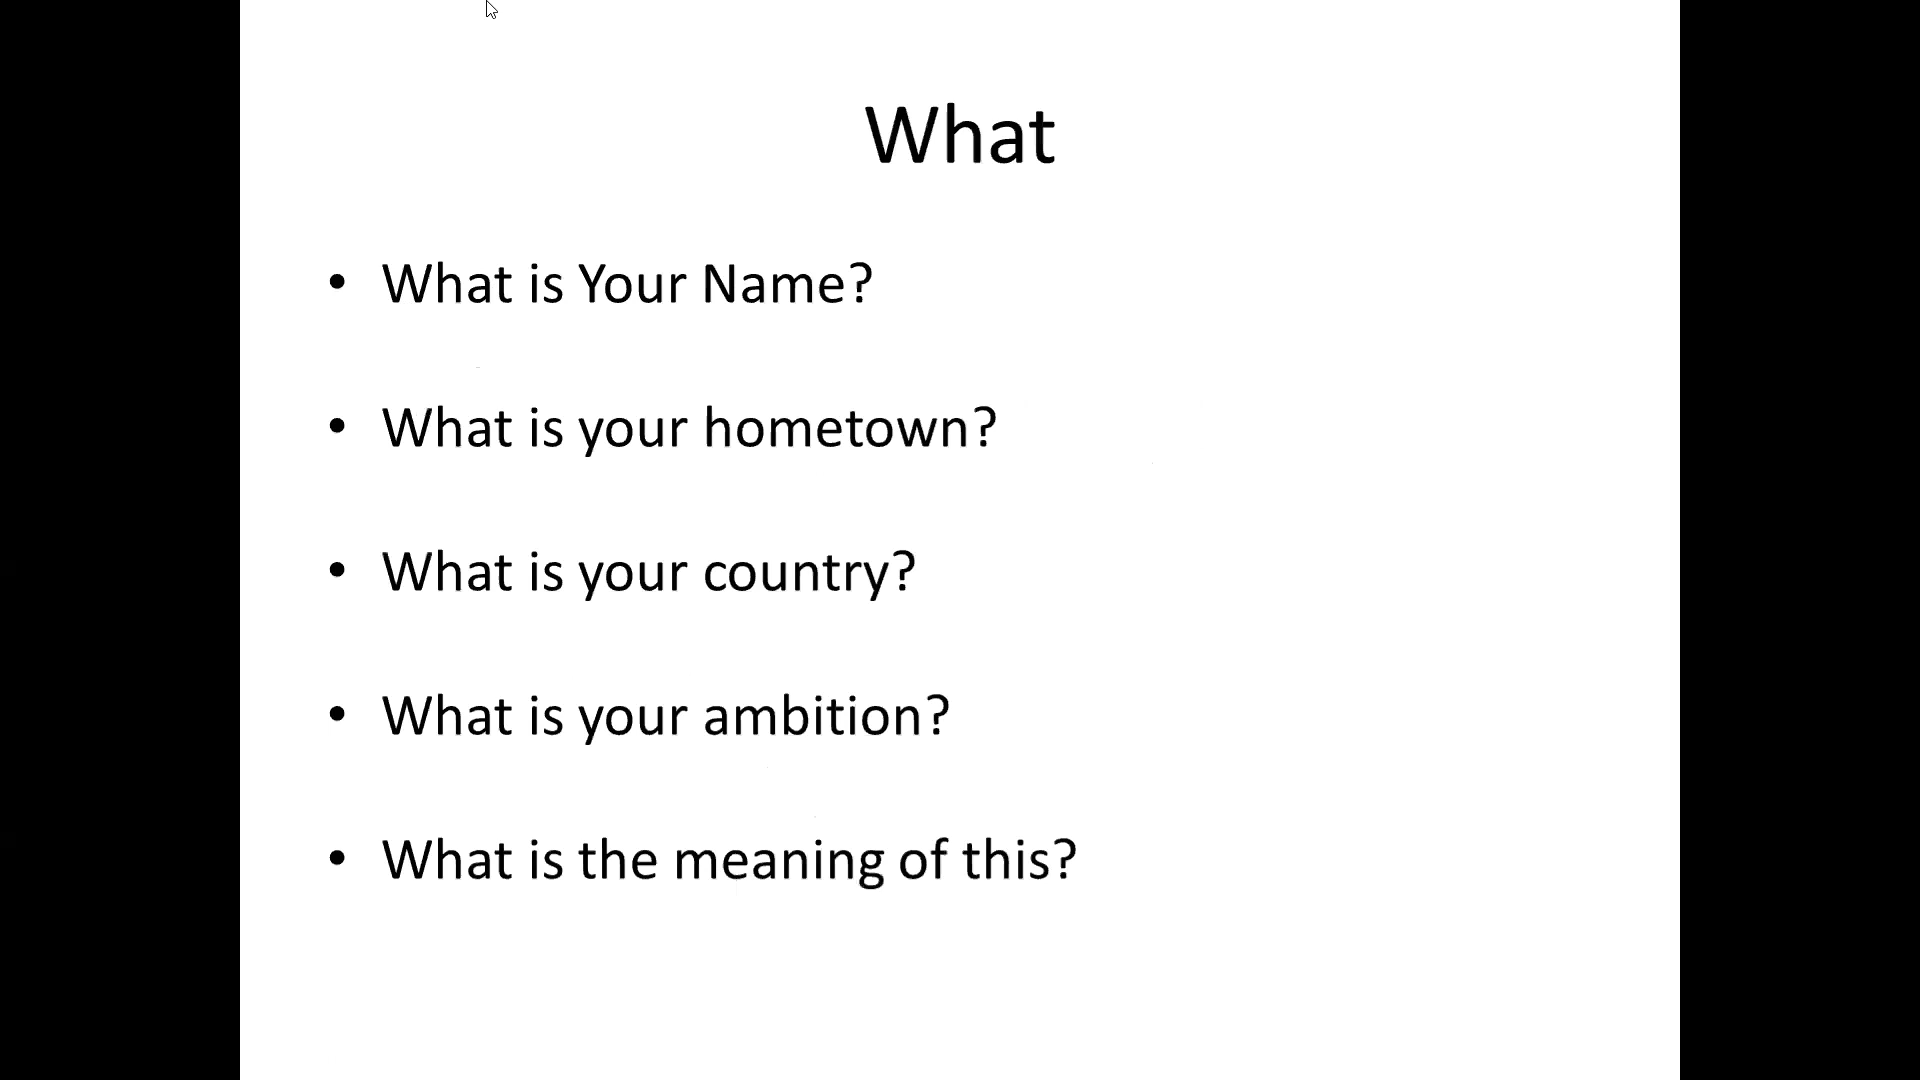 What
• What is Your Name?
• What is your hometown?
• What is your country?
• What is your ambition?
• What is the meaning of this?